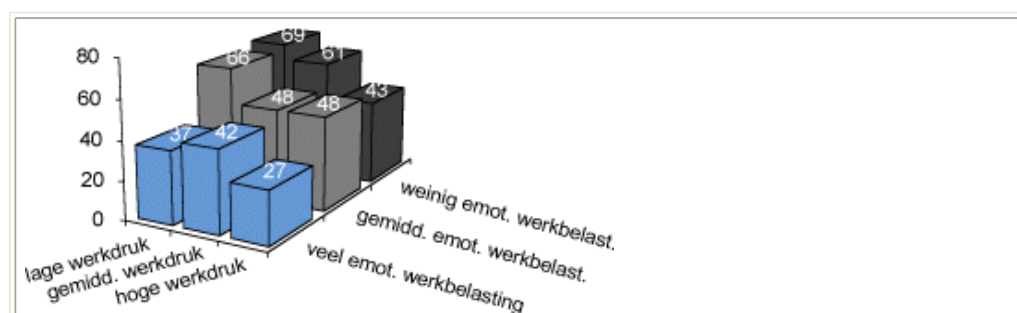 69
80
66
61
60
48
48
43
40
37
42
27
20
0
weinig emot. werkbelast.
gemidd. emot. werkbelast.
veel emot. werkbelasting
lage werkdruk
gemidd. werkdruk
hoge werkdruk